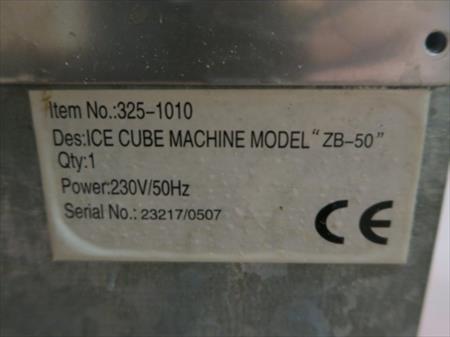 Item No.:325-1010
Des:ICE CUBE MACHINE MODEL“ ZB-50”
Qty:1
Power:230V/50Hz
Serial No.: 23217/0507
CE